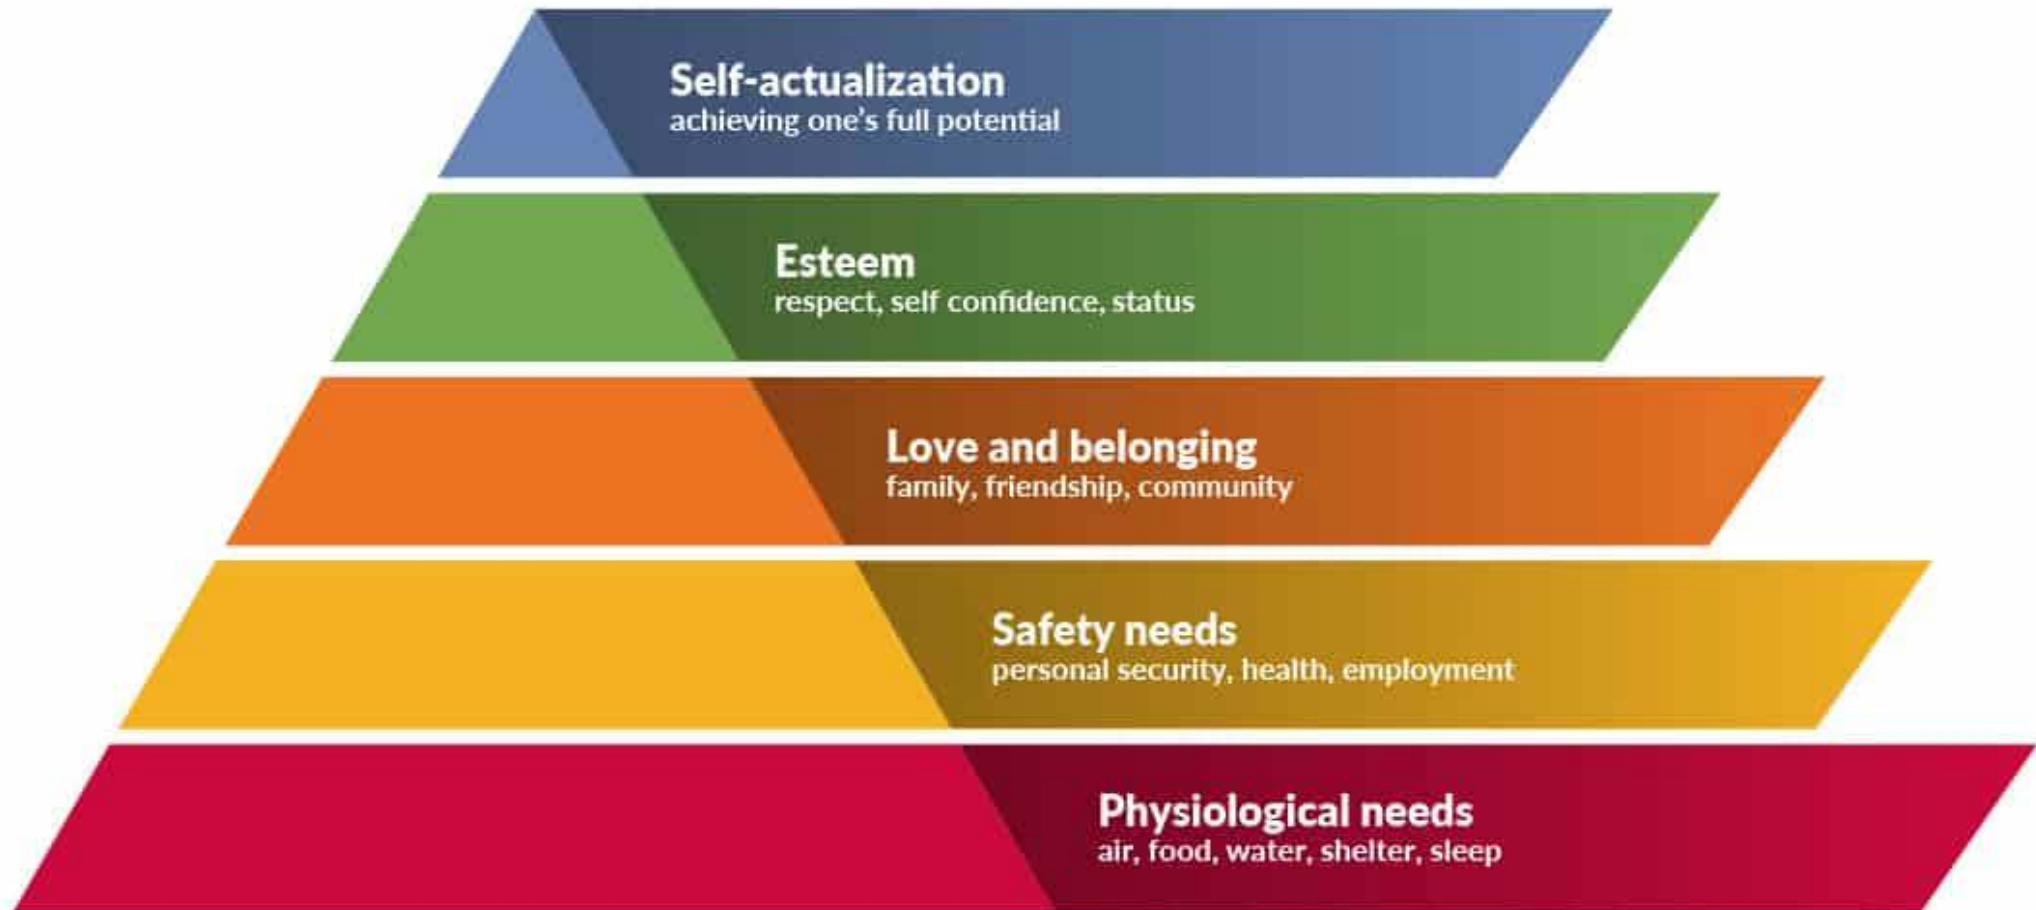 Self-actualization
achieving one’s full potential
Esteem
respect, self confidence, status
Love and belonging
family, friendship, community
Safety needs
personal security, health, employment
Physiological needs
air, food, water, shelter, sleep